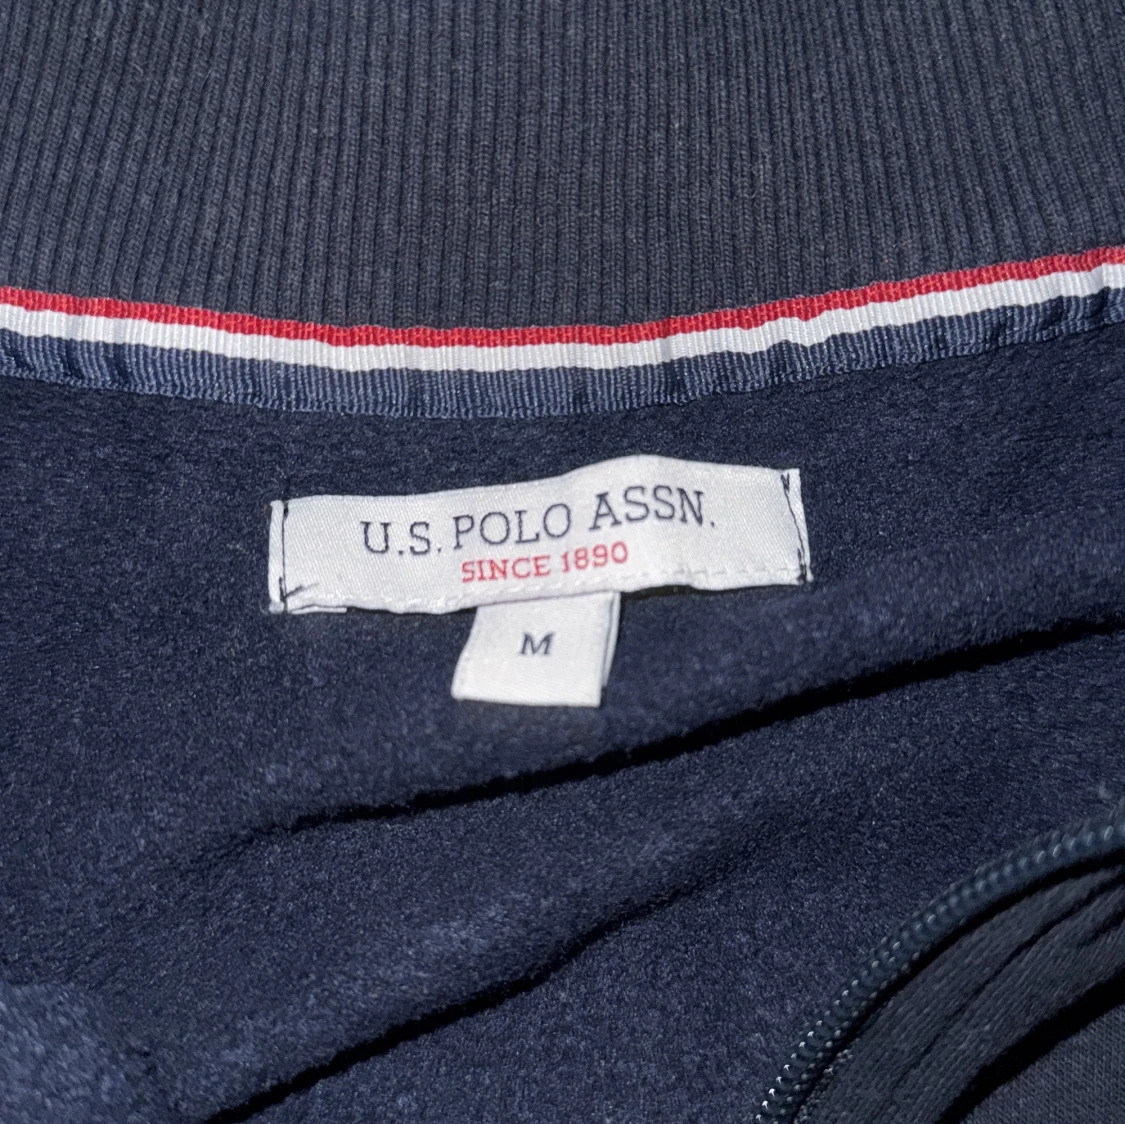 U.S. POLO ASSN.
SINCE 1890
M